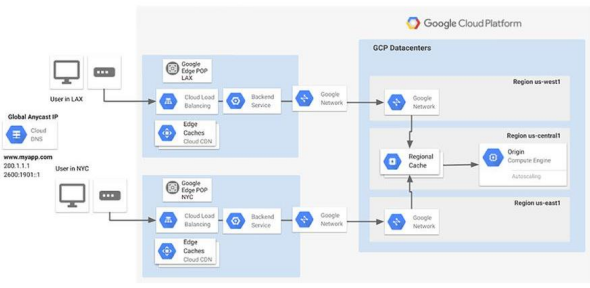 Google Cloud Platform
GCP Datacenters
Google
Edge POP
LAX
User in LAX
Cloud Load
Balancing
Backend
Service
Google
Network
Edge
Caches
Cloud CDN
Region us-west1
Google
Network
Global Anycast IP
Cloud
DNS
www.myapp.com
200.1.1.1
2600:1901::1
Region us-central1
Regional
Cache
Origin
Compute Engine
Autoscaling
User in NYC
Google
Edge POP
NYC
Cloud Load
Balancing
Backend
Service
Google
Network
Edge
Caches
Cloud CDN
Region us-east1
Google
Network